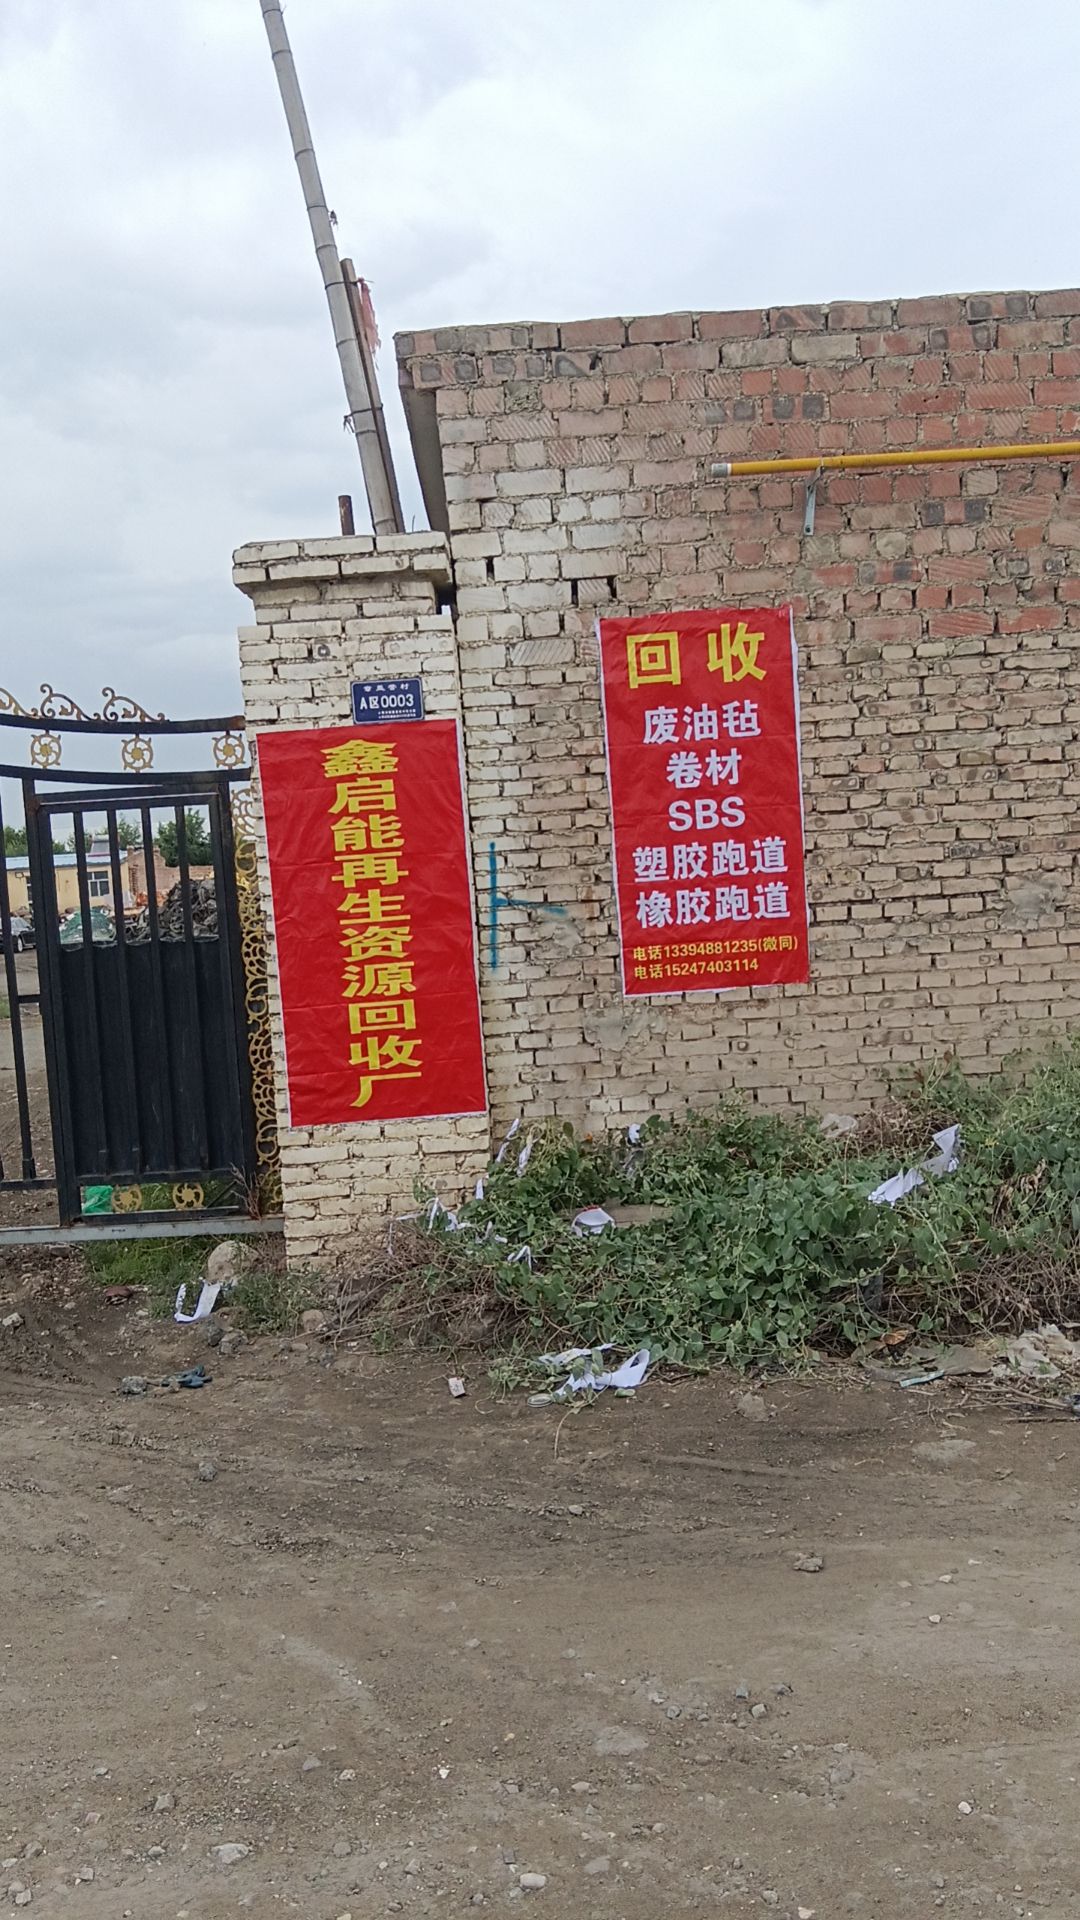 A区0003
鑫启能再生资源回收厂
回收
废油毡
卷材
SBS
塑胶跑道
橡胶跑道
电话13394881235(微同)
电话15247403114